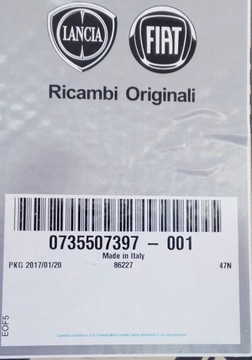 LANCIA FIAT
Ricambi Originali
0735507397 - 001
Made in Italy
PKG 2017/01/20 86227 47N
EOF5